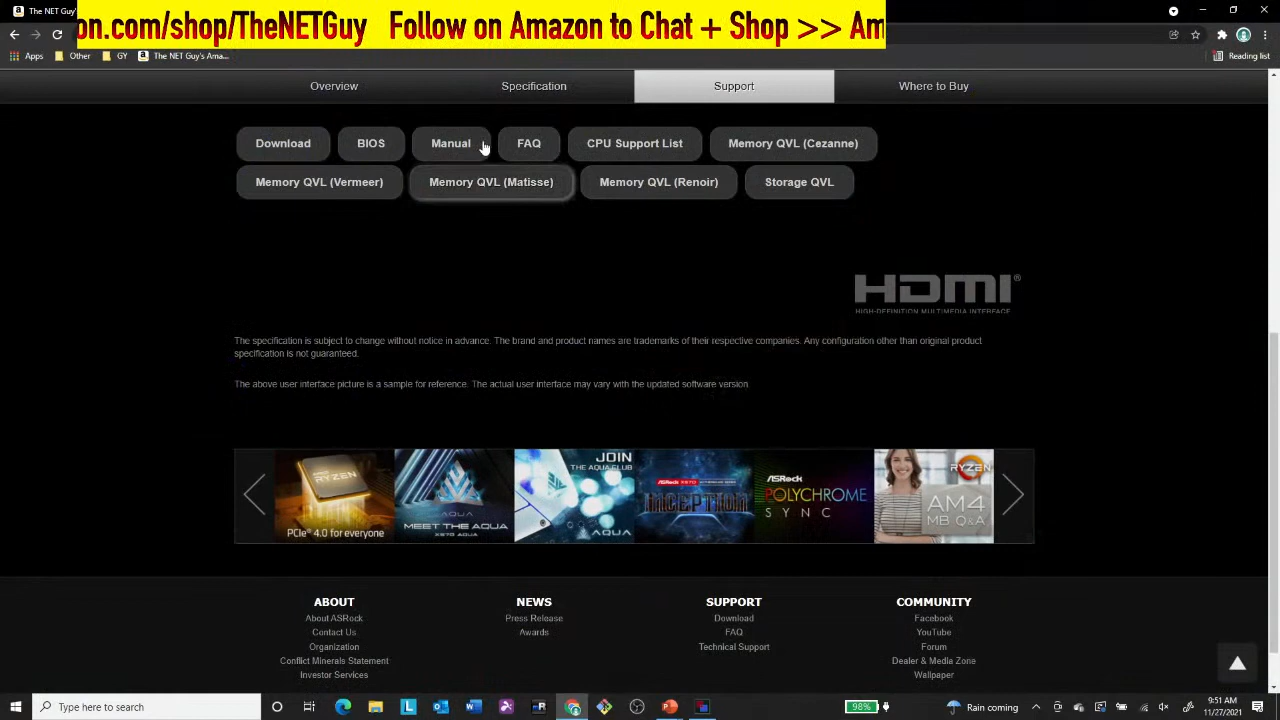 The NET Guy'
on.com/shop/TheNETGuy Follow on Amazon to Chat + Shop >> Am
Apps Other GY The NET Guy's Ama... Reading list
Overview Specification Support Where to Buy
Download BIOS Manual FAQ CPU Support List Memory QVL (Cezanne)
Memory QVL (Vermeer) Memory QVL (Matisse) Memory QVL (Renoir) Storage QVL
HDMI®
HIGH-DEFINITION MULTIMEDIA INTERFACE
The specification is subject to change without notice in advance. The brand and product names are trademarks of their respective companies. Any configuration other than original product
specification is not guaranteed.
The above user interface picture is a sample for reference. The actual user interface may vary with the updated software version.
RYZEN
PCIe® 4.0 for everyone
AQUA
MEET THE AQUA
X570 AQUA
JOIN
THE AQUA CLUB
AQUA
INCEPTION
ASRock
POLYCHROME
SYNC
RYZEN
AM4
MB Q&A
ABOUT NEWS SUPPORT COMMUNITY
About ASRock Press Release Download Facebook
Contact Us Awards FAQ YouTube
Organization Technical Support Forum
Conflict Minerals Statement Dealer & Media Zone
Investor Services Wallpaper
Type here to search 98% Rain coming 9:51 AM
11/27/2021